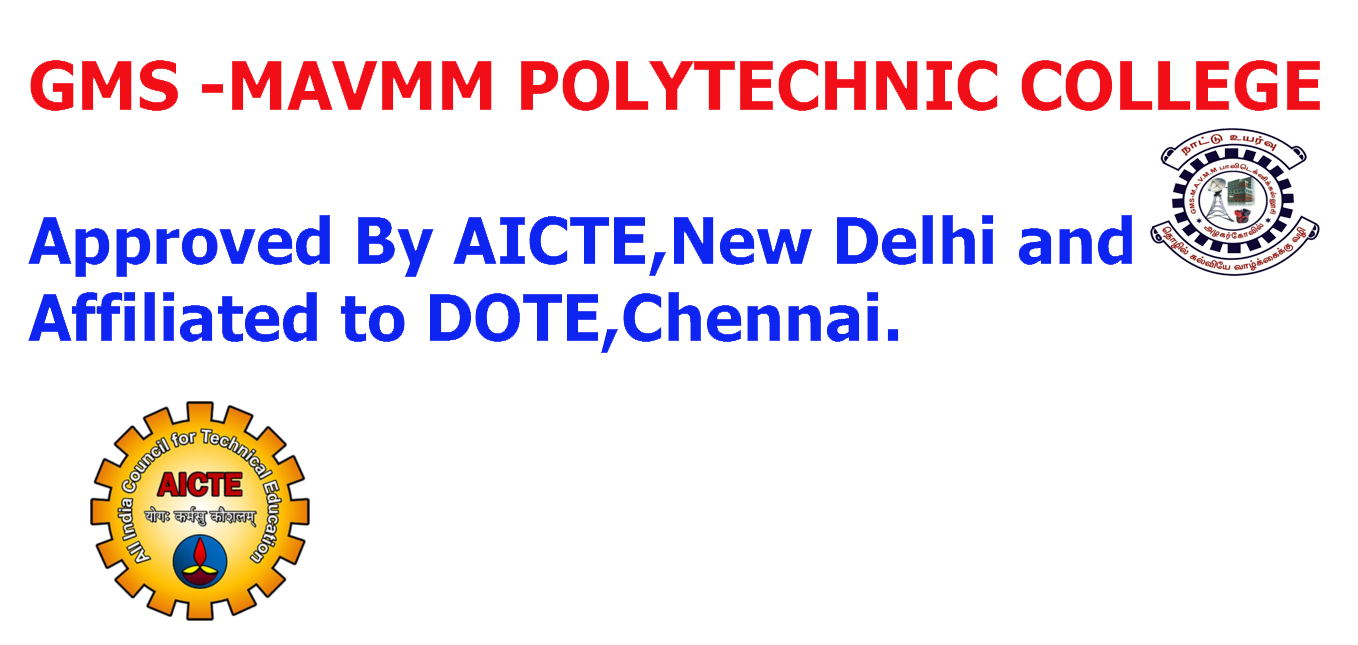 GMS -MAVMM POLYTECHNIC COLLEGE
நாட்டு உயர்வு
GMS-M.A.V.M.M பாலிடெக்னிக்கல்லூரி
அழகர்கோவில்
தொழில் கல்வியே வாழ்க்கைக்கு வழி
Approved By AICTE,New Delhi and
Affiliated to DOTE,Chennai.
All India Council for Technical Education
AICTE
योगः कर्मसु कौशलम्